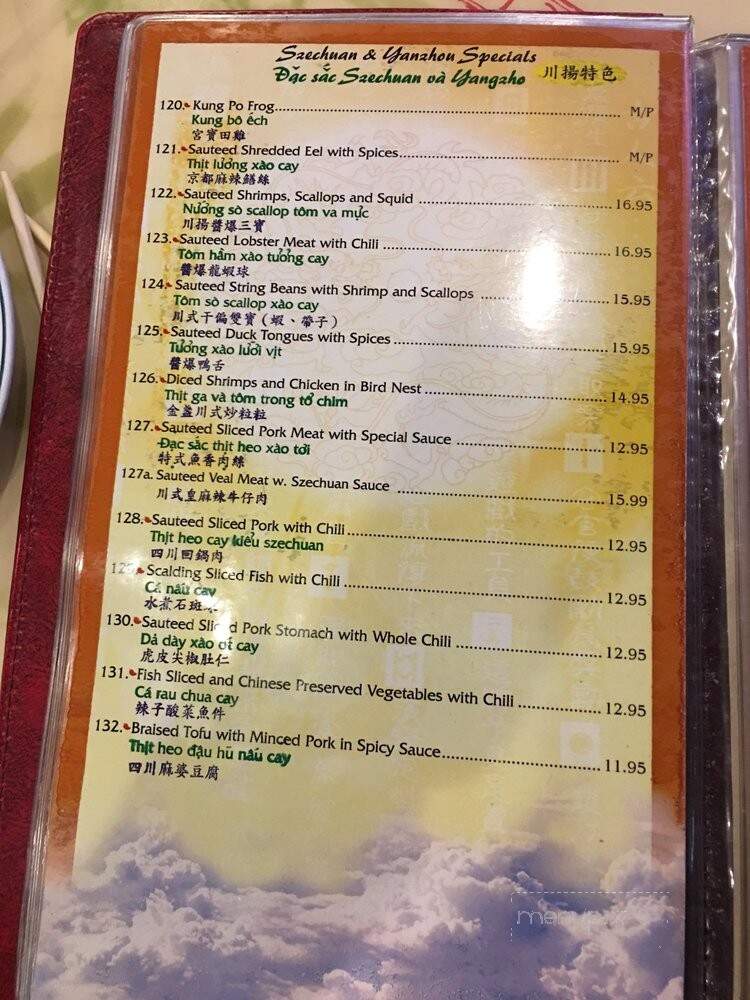 Szechuan & Yanzhou Specials
Đặc sắc Szechuan và Yangzho 川揚特色
120. Kung Po Frog M/P
Kung bô ếch
宮寶田雞
121. Sauteed Shredded Eel with Spices M/P
Thịt lương xào cay
京都麻辣鱔絲
122. Sauteed Shrimps, Scallops and Squid 16.95
Nướng sò scallop tôm va mực
川揚醬爆三寶
123. Sauteed Lobster Meat with Chili 16.95
Tôm hầm xào tương cay
醬爆龍蝦球
124. Sauteed String Beans with Shrimp and Scallops 15.95
Tôm sò scallop xào cay
川式干偏雙寶(蝦、帶子)
125. Sauteed Duck Tongues with Spices 15.95
Tương xào lưỡi vịt
醬爆鴨舌
126. Diced Shrimps and Chicken in Bird Nest 14.95
Thịt ga và tôm trong tổ chim
金盞川式炒粒粒
127. Sauteed Sliced Pork Meat with Special Sauce 12.95
Đạc sắc thịt heo xào tỏi
特式魚香肉絲
127a. Sauteed Veal Meat w. Szechuan Sauce 15.99
川式皇麻辣牛仔肉
128. Sauteed Sliced Pork with Chili 12.95
Thịt heo cay kiểu szechuan
四川回鍋肉
129. Scalding Sliced Fish with Chili 12.95
Cá nấu cay
水煮石斑
130. Sauteed Sliced Pork Stomach with Whole Chili 12.95
Dả dày xào ớt cay
虎皮尖椒肚仁
131. Fish Sliced and Chinese Preserved Vegetables with Chili 12.95
Cá rau chua cay
辣子酸菜魚件
132. Braised Tofu with Minced Pork in Spicy Sauce 11.95
Thịt heo đậu hũ nấu cay
四川麻婆豆腐